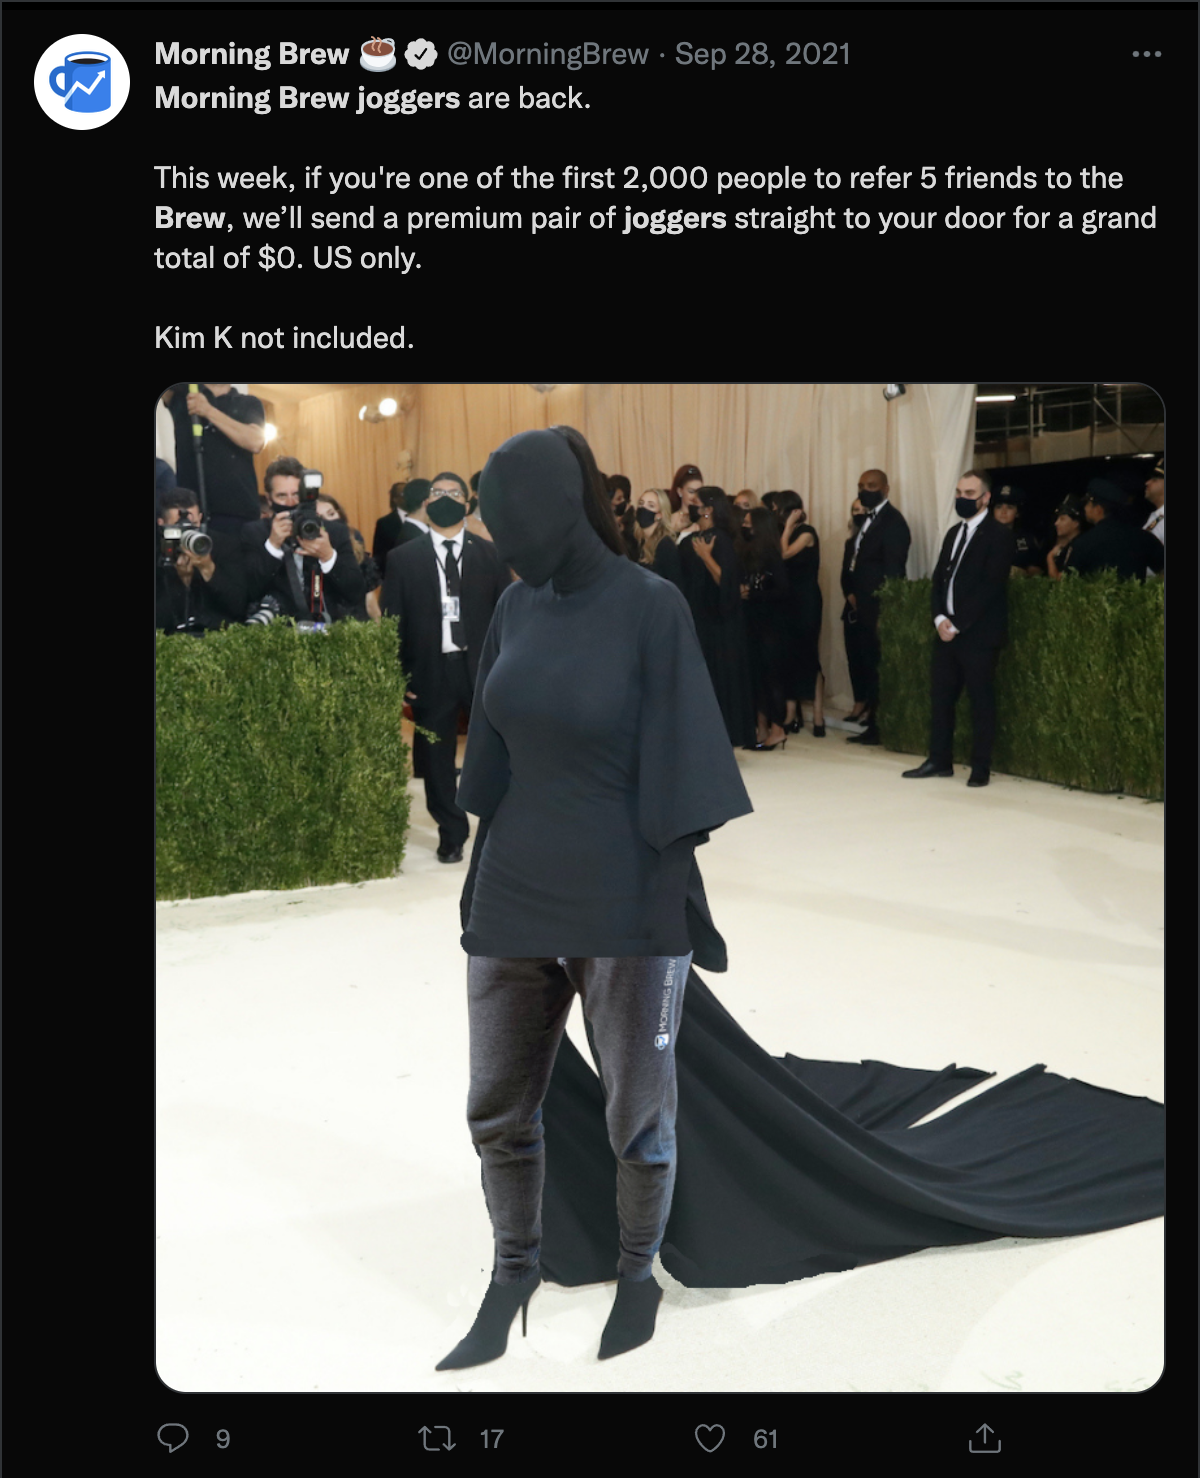 Morning Brew ☕ @MorningBrew · Sep 28, 2021
Morning Brew joggers are back.
This week, if you're one of the first 2,000 people to refer 5 friends to the
Brew, we’ll send a premium pair of joggers straight to your door for a grand
total of $0. US only.
Kim K not included.
Canon
MORNING BREW
9 17 61